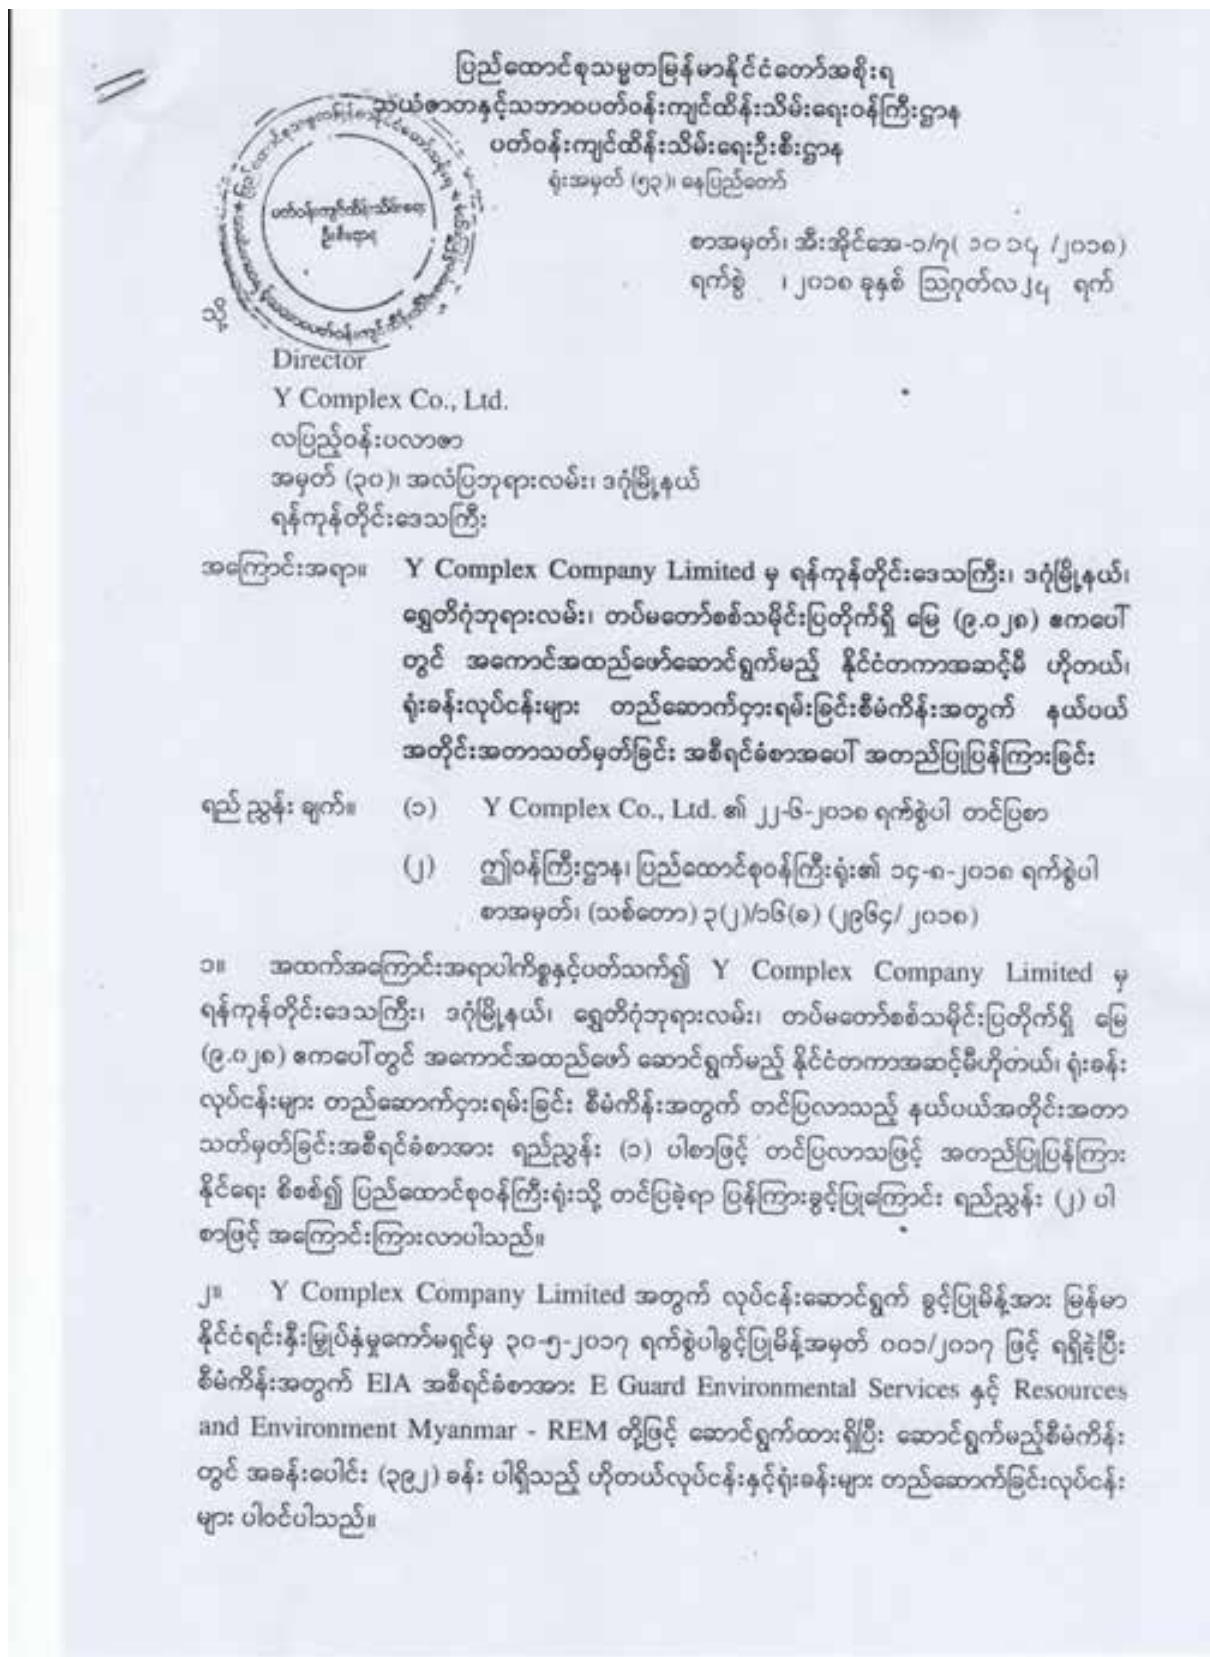 ပြည်ထောင်စုသမ္မတမြန်မာနိုင်ငံတော်အစိုးရ
သယံဇာတနှင့်သဘာဝပတ်ဝန်းကျင်ထိန်းသိမ်းရေးဝန်ကြီးဌာန
ပတ်ဝန်းကျင်ထိန်းသိမ်းရေးဦးစီးဌာန
ရုံးအမှတ် (၅၃)၊ နေပြည်တော်
ပတ်ဝန်းကျင်ထိန်းသိမ်းရေး
ဦးစီးဌာန
စာအမှတ်၊ အီးအိုင်အေ-၁/၇( ၁၀၁၄ /၂၀၁၈)
ရက်စွဲ ၊ ၂၀၁၈ ခုနှစ် ဩဂုတ်လ ၂၄ ရက်
သို့
Director
Y Complex Co., Ltd.
လပြည့်ဝန်းပလာဇာ
အမှတ် (၃၀)၊ အလံပြဘုရားလမ်း၊ ဒဂုံမြို့နယ်
ရန်ကုန်တိုင်းဒေသကြီး
အကြောင်းအရာ။ Y Complex Company Limited မှ ရန်ကုန်တိုင်းဒေသကြီး၊ ဒဂုံမြို့နယ်၊
ရွှေတိဂုံဘုရားလမ်း၊ တပ်မတော်စစ်သမိုင်းပြတိုက်ရှိ မြေ (၉.၀၂၈) ဧကပေါ်
တွင် အကောင်အထည်ဖော်ဆောင်ရွက်မည့် နိုင်ငံတကာအဆင့်မီ ဟိုတယ်၊
ရုံးခန်းလုပ်ငန်းများ တည်ဆောက်ငှားရမ်းခြင်းစီမံကိန်းအတွက် နယ်ပယ်
အတိုင်းအတာသတ်မှတ်ခြင်း အစီရင်ခံစာအပေါ် အတည်ပြုပြန်ကြားခြင်း
ရည် ညွှန်း ချက်။ (၁) Y Complex Co., Ltd. ၏ ၂၂-၆-၂၀၁၈ ရက်စွဲပါ တင်ပြစာ
(၂) ဤဝန်ကြီးဌာန၊ ပြည်ထောင်စုဝန်ကြီးရုံး၏ ၁၄-၈-၂၀၁၈ ရက်စွဲပါ
စာအမှတ်၊ (သစ်တော) ၃(၂)/၁၆(ခ) (၂၉၆၄/၂၀၁၈)
၁။ အထက်အကြောင်းအရာပါကိစ္စနှင့်ပတ်သက်၍ Y Complex Company Limited မှ
ရန်ကုန်တိုင်းဒေသကြီး၊ ဒဂုံမြို့နယ်၊ ရွှေတိဂုံဘုရားလမ်း၊ တပ်မတော်စစ်သမိုင်းပြတိုက်ရှိ မြေ
(၉.၀၂၈) ဧကပေါ်တွင် အကောင်အထည်ဖော် ဆောင်ရွက်မည့် နိုင်ငံတကာအဆင့်မီဟိုတယ်၊ ရုံးခန်း
လုပ်ငန်းများ တည်ဆောက်ငှားရမ်းခြင်း စီမံကိန်းအတွက် တင်ပြလာသည့် နယ်ပယ်အတိုင်းအတာ
သတ်မှတ်ခြင်းအစီရင်ခံစာအား ရည်ညွှန်း (၁) ပါစာဖြင့် တင်ပြလာသဖြင့် အတည်ပြုပြန်ကြား
နိုင်ရေး စိစစ်၍ ပြည်ထောင်စုဝန်ကြီးရုံးသို့ တင်ပြခဲ့ရာ ပြန်ကြားခွင့်ပြုကြောင်း ရည်ညွှန်း (၂) ပါ
စာဖြင့် အကြောင်းကြားလာပါသည်။
၂။ Y Complex Company Limited အတွက် လုပ်ငန်းဆောင်ရွက် ခွင့်ပြုမိန့်အား မြန်မာ
နိုင်ငံရင်းနှီးမြှုပ်နှံမှုကော်မရှင်မှ ၃၀-၅-၂၀၁၇ ရက်စွဲပါခွင့်ပြုမိန့်အမှတ် ၀၀၁/၂၀၁၇ ဖြင့် ရရှိခဲ့ပြီး
စီမံကိန်းအတွက် EIA အစီရင်ခံစာအား E Guard Environmental Services နှင့် Resources
and Environment Myanmar - REM တို့ဖြင့် ဆောင်ရွက်ထားရှိပြီး ဆောင်ရွက်မည့်စီမံကိန်း
တွင် အခန်းပေါင်း (၃၉၂) ခန်း ပါရှိသည့် ဟိုတယ်လုပ်ငန်းနှင့်ရုံးခန်းများ တည်ဆောက်ခြင်းလုပ်ငန်း
များ ပါဝင်ပါသည်။